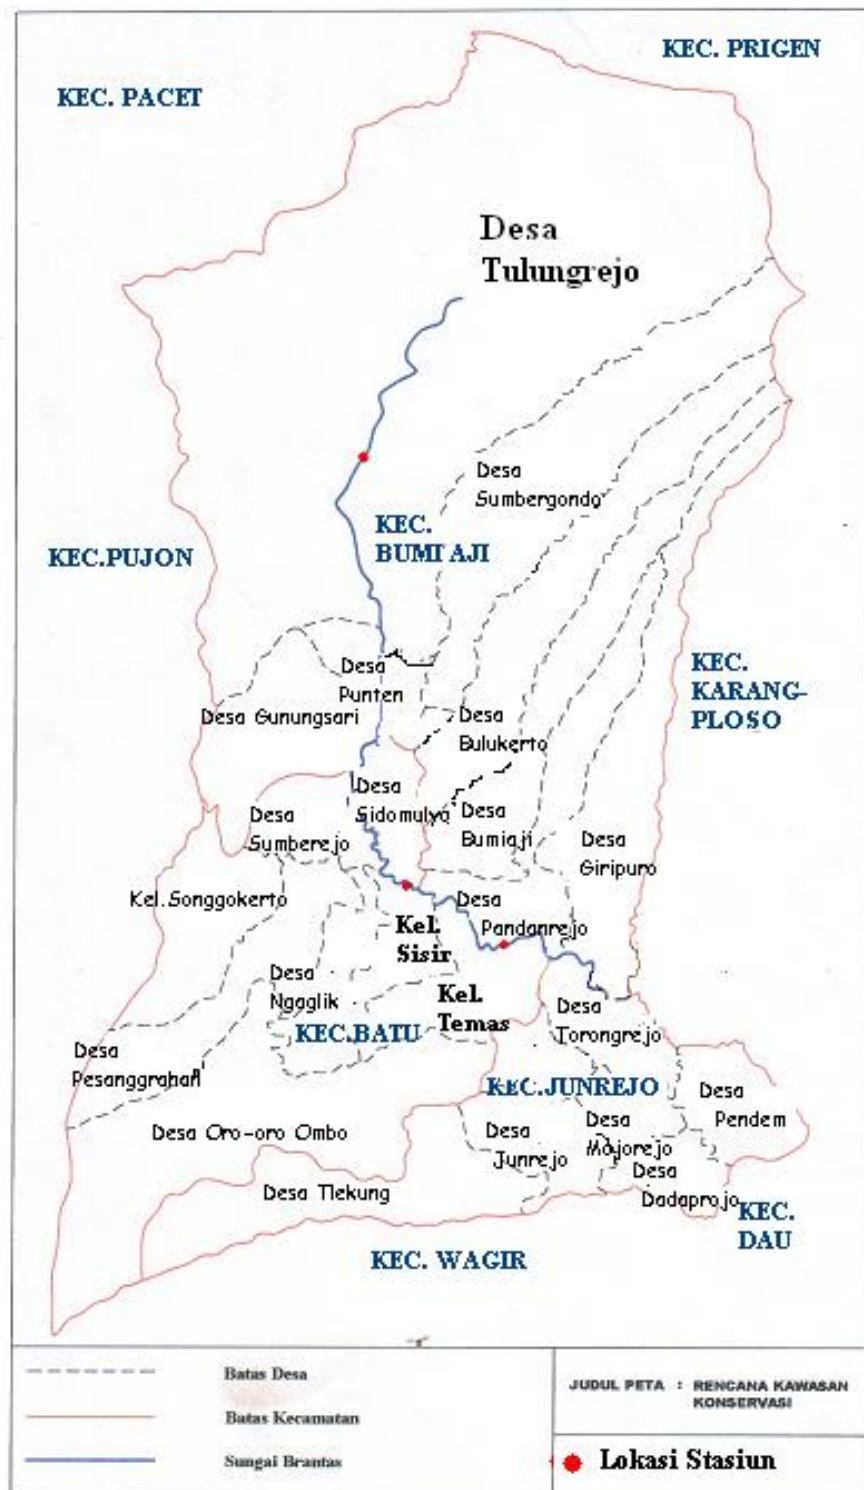 KEC. PRIGEN
KEC. PACET
Desa
Tulungrejo
Desa
Sumbergondo
KEC.
BUMI AJI
KEC.PUJON
Desa
Punten
KEC.
KARANG-
PLOSO
Desa Gunungsari
Desa
Bulukerto
Desa
Sidomulyo
Desa
Sumberejo
Desa
Bumiaji
Desa
Giripuro
Kel.Songgokerto
Desa
Pandanrejo
Kel.
Sisir
Desa
Ngaglik
Kel.
Temas
Desa
Torongrejo
KEC.BATU
Desa
Pesanggrahan
KEC.JUNREJO
Desa
Pendem
Desa Oro-oro Ombo
Desa
Junrejo
Desa
Mojorejo
Desa
Dadaprojo
Desa Tlekung
KEC.
DAU
KEC. WAGIR
Batas Desa
Batas Kecamatan
Sungai Brantas
JUDUL PETA : RENCANA KAWASAN
KONSERVASI
Lokasi Stasiun